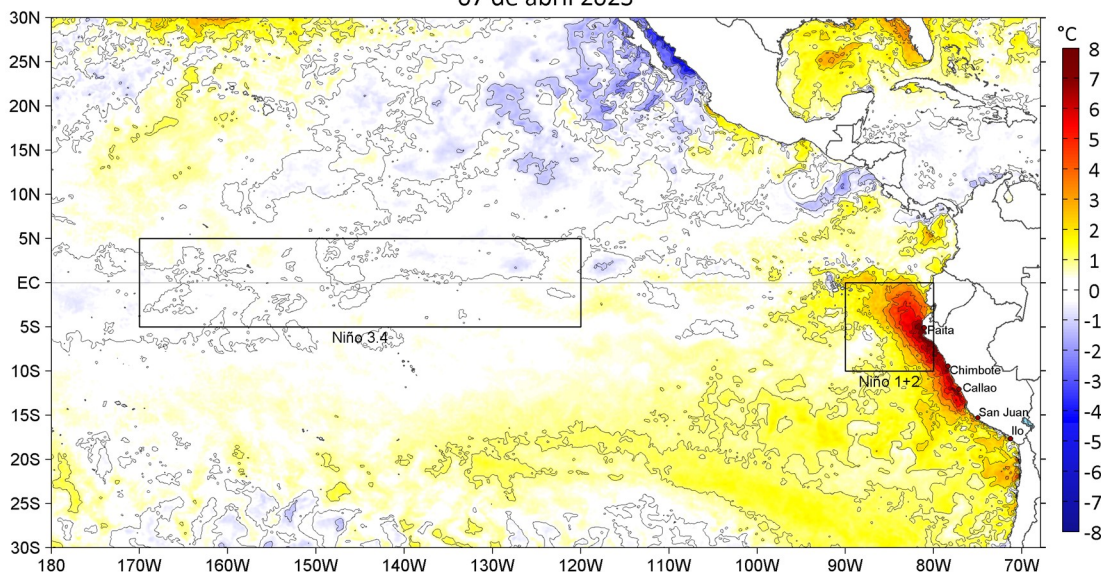 07 de abril 2023
30N
25N
20N
15N
10N
5N
EC
5S
10S
15S
20S
25S
30S
180
170W
160W
150W
140W
130W
120W
110W
100W
90W
80W
70W
Niño 3.4
Niño 1+2
Paita
Chimbote
Callao
San Juan
Ilo
°C
8
7
6
5
4
3
2
1
0
-1
-2
-3
-4
-5
-6
-7
-8